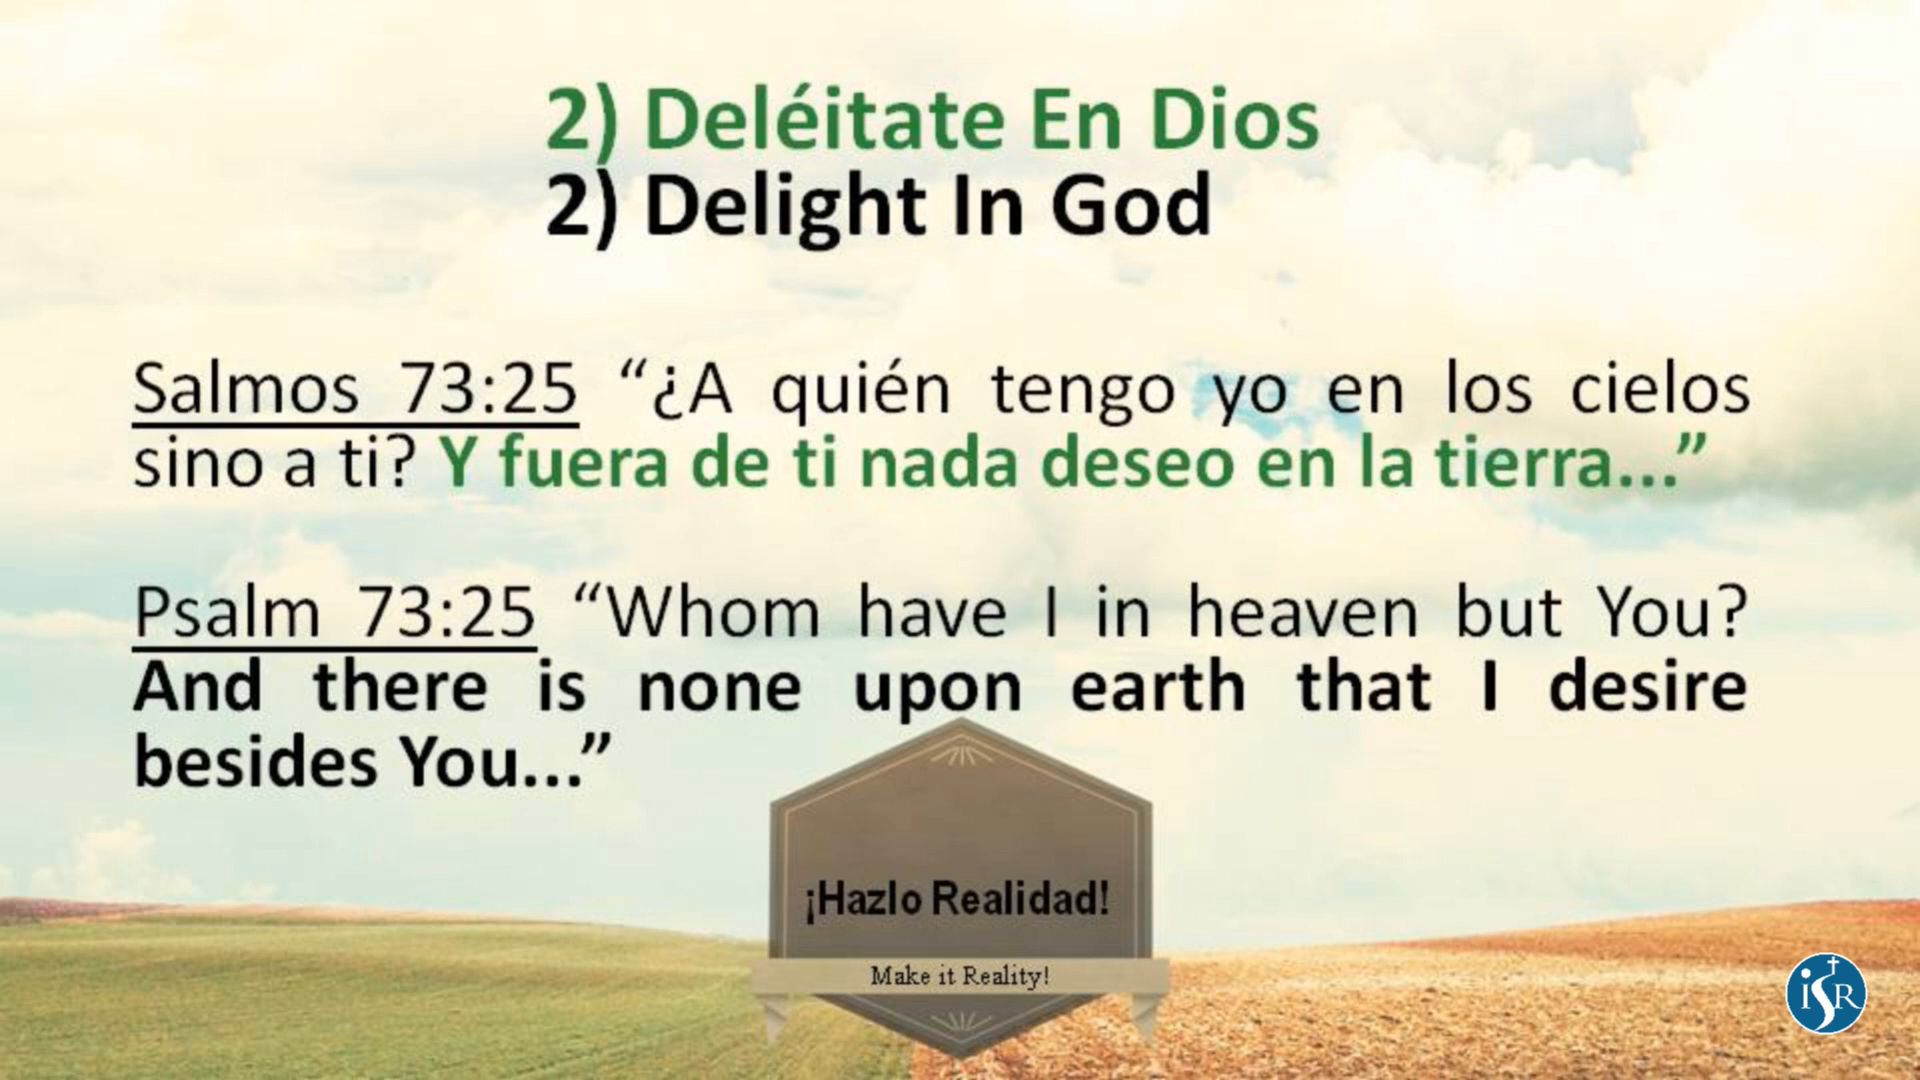 2) Deléitate En Dios
2) Delight In God
Salmos 73:25 “¿A quién tengo yo en los cielos
sino a ti? Y fuera de ti nada deseo en la tierra...”
Psalm 73:25 “Whom have I in heaven but You?
And there is none upon earth that I desire
besides You...”
¡Hazlo Realidad!
Make it Reality!
iSR